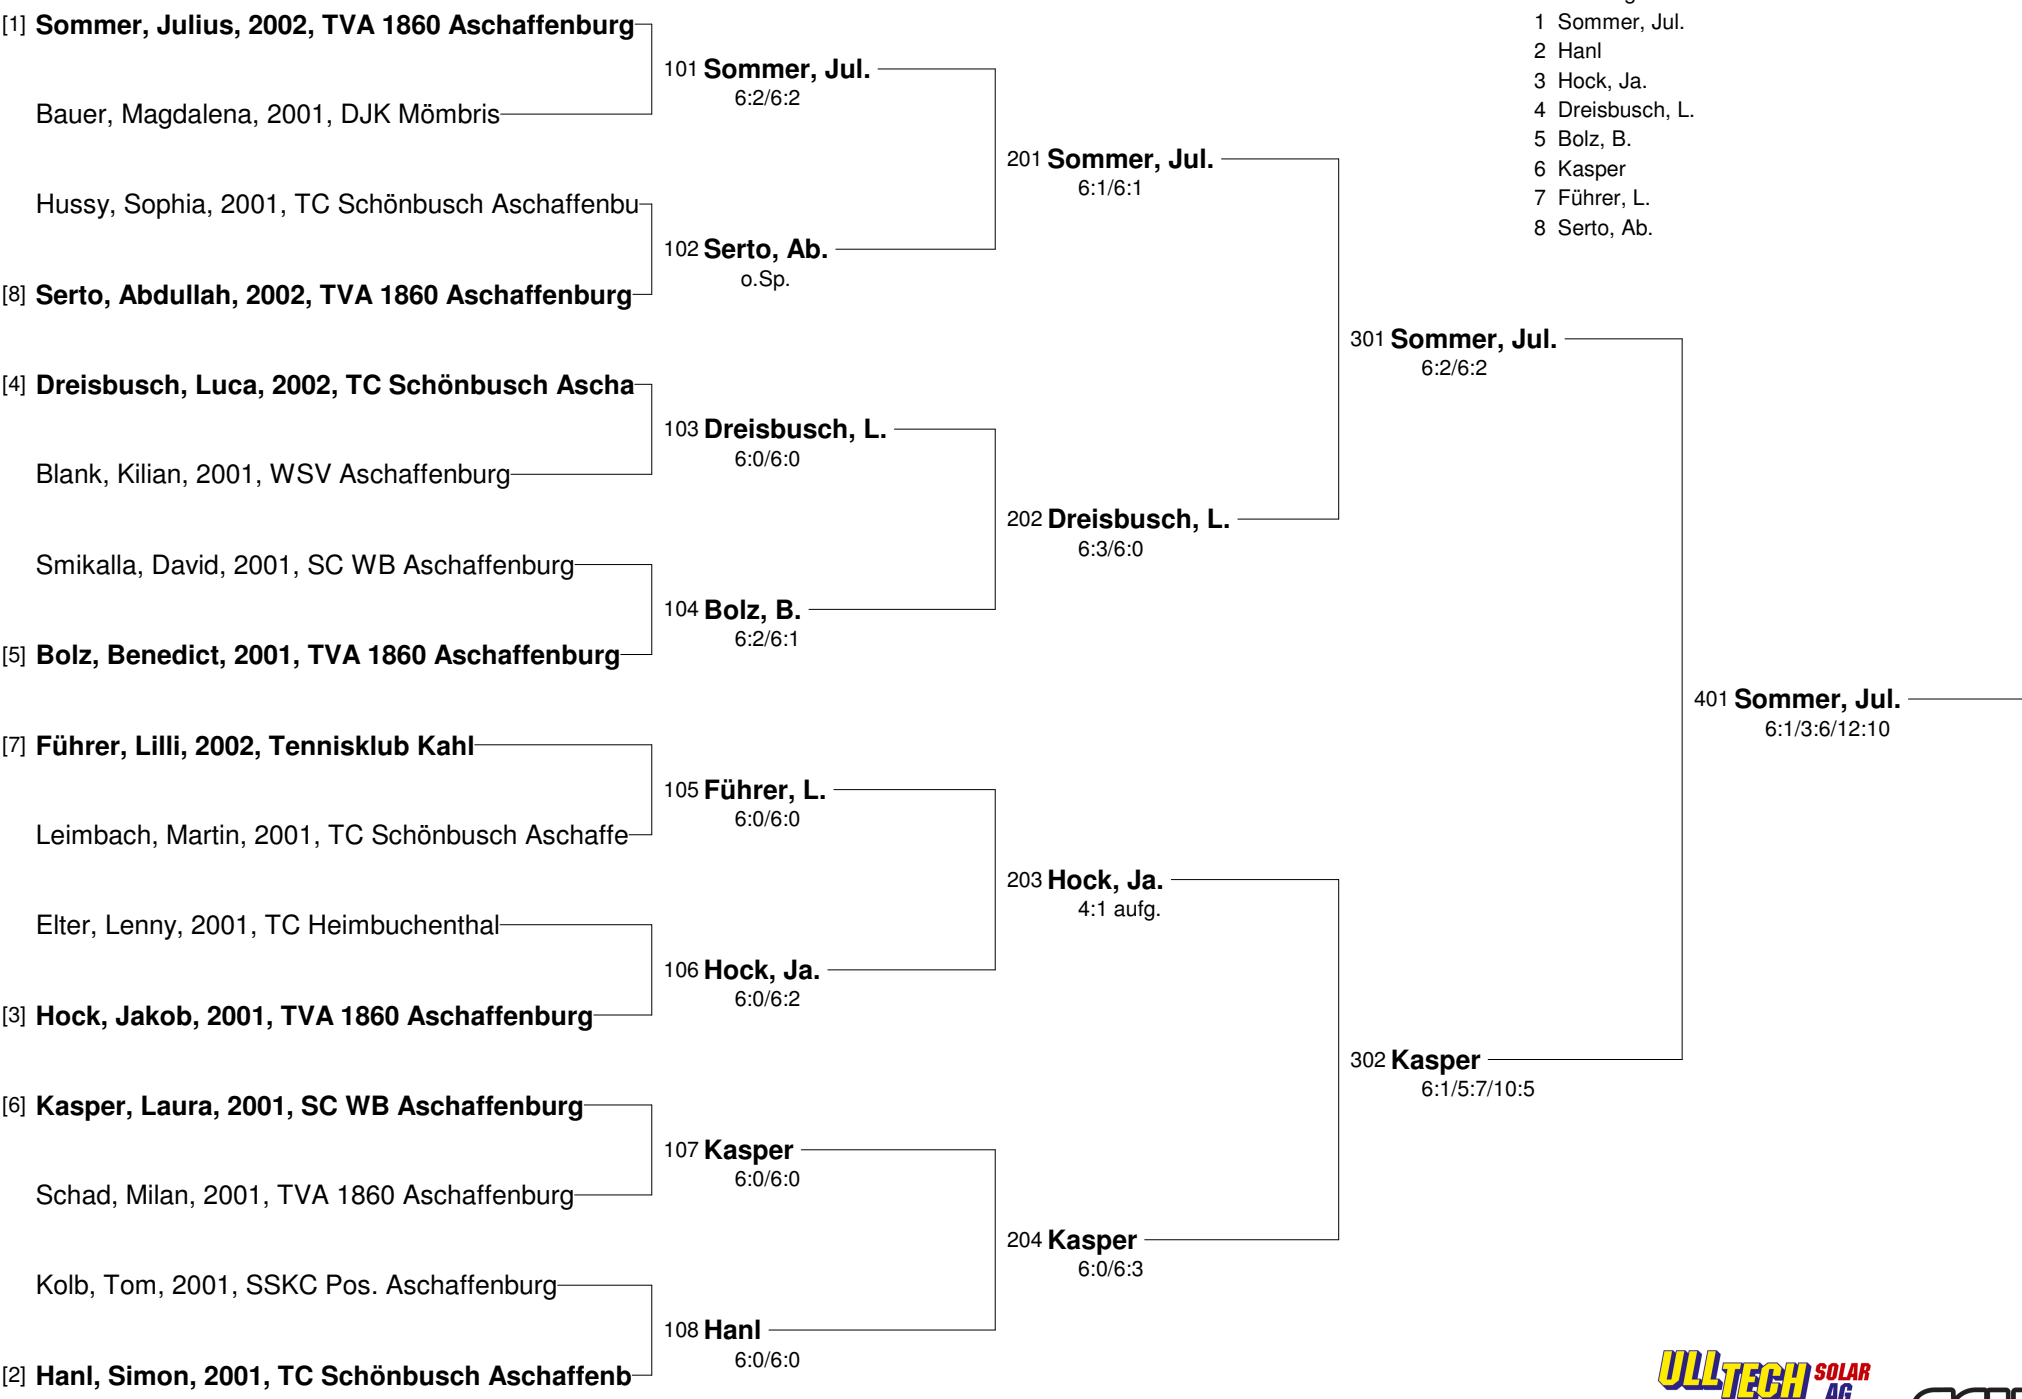 [1] Sommer, Julius, 2002, TVA 1860 Aschaffenburg
Bauer, Magdalena, 2001, DJK Mömbris
Hussy, Sophia, 2001, TC Schönbusch Aschaffenbu
[8] Serto, Abdullah, 2002, TVA 1860 Aschaffenburg
[4] Dreisbusch, Luca, 2002, TC Schönbusch Ascha
Blank, Kilian, 2001, WSV Aschaffenburg
Smikalla, David, 2001, SC WB Aschaffenburg
[5] Bolz, Benedict, 2001, TVA 1860 Aschaffenburg
[7] Führer, Lilli, 2002, Tennisklub Kahl
Leimbach, Martin, 2001, TC Schönbusch Aschaffe
Elter, Lenny, 2001, TC Heimbuchenthal
[3] Hock, Jakob, 2001, TVA 1860 Aschaffenburg
[6] Kasper, Laura, 2001, SC WB Aschaffenburg
Schad, Milan, 2001, TVA 1860 Aschaffenburg
Kolb, Tom, 2001, SSKC Pos. Aschaffenburg
[2] Hanl, Simon, 2001, TC Schönbusch Aschaffenb
101 Sommer, Jul.
6:2/6:2
102 Serto, Ab.
o.Sp.
103 Dreisbusch, L.
6:0/6:0
104 Bolz, B.
6:2/6:1
105 Führer, L.
6:0/6:0
106 Hock, Ja.
6:0/6:2
107 Kasper
6:0/6:0
108 Hanl
6:0/6:0
201 Sommer, Jul.
6:1/6:1
202 Dreisbusch, L.
6:3/6:0
203 Hock, Ja.
4:1 aufg.
204 Kasper
6:0/6:3
301 Sommer, Jul.
6:2/6:2
302 Kasper
6:1/5:7/10:5
401 Sommer, Jul.
6:1/3:6/12:10
1 Sommer, Jul.
2 Hanl
3 Hock, Ja.
4 Dreisbusch, L.
5 Bolz, B.
6 Kasper
7 Führer, L.
8 Serto, Ab.
ULLTECH SOLAR
AG